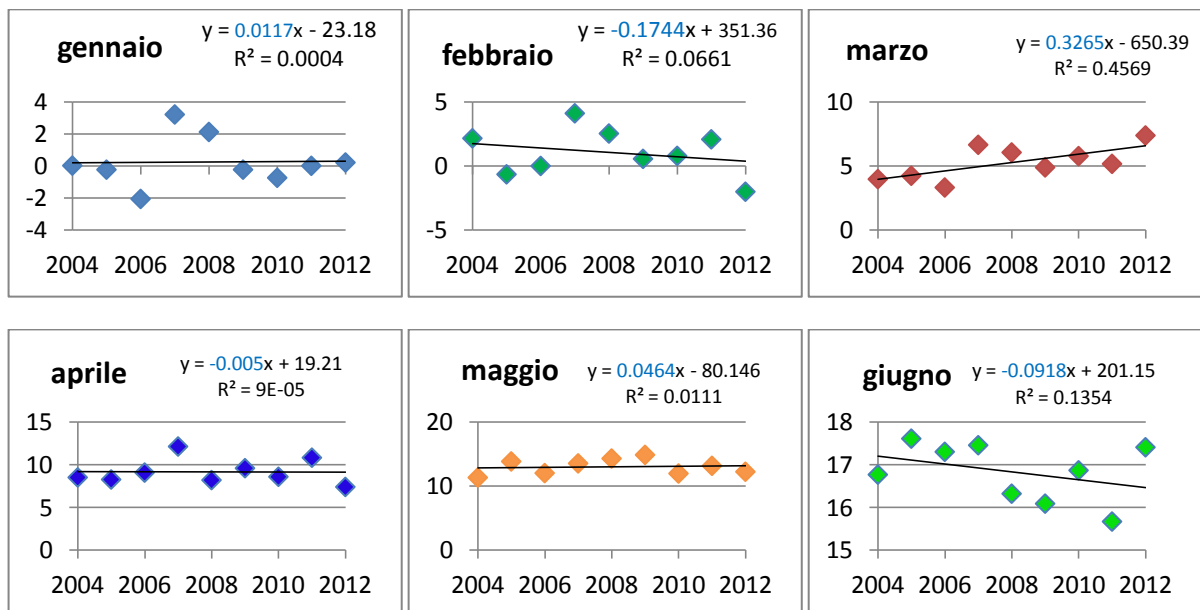 gennaio
y = 0.0117x - 23.18
R² = 0.0004
4
2
0
-2
-4
2004 2006 2008 2010 2012
febbraio
y = -0.1744x + 351.36
R² = 0.0661
5
0
-5
2004 2006 2008 2010 2012
marzo
y = 0.3265x - 650.39
R² = 0.4569
10
5
0
2004 2006 2008 2010 2012
aprile
y = -0.005x + 19.21
R² = 9E-05
15
10
5
0
2004 2006 2008 2010 2012
maggio
y = 0.0464x - 80.146
R² = 0.0111
20
10
0
2004 2006 2008 2010 2012
giugno
y = -0.0918x + 201.15
R² = 0.1354
18
17
16
15
2004 2006 2008 2010 2012